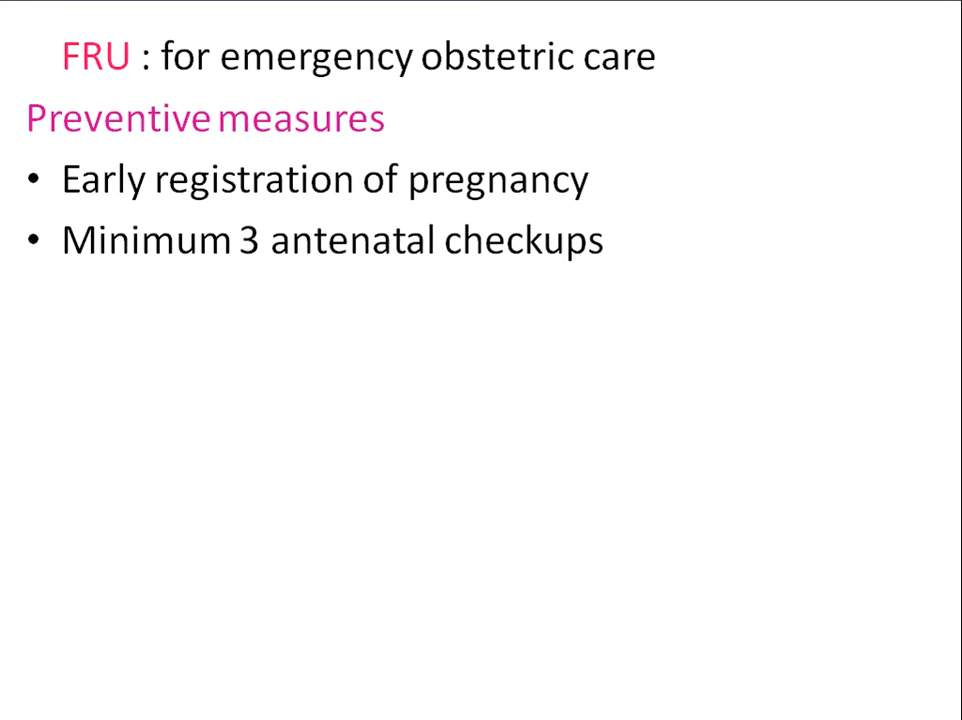 FRU : for emergency obstetric care
Preventive measures
• Early registration of pregnancy
• Minimum 3 antenatal checkups